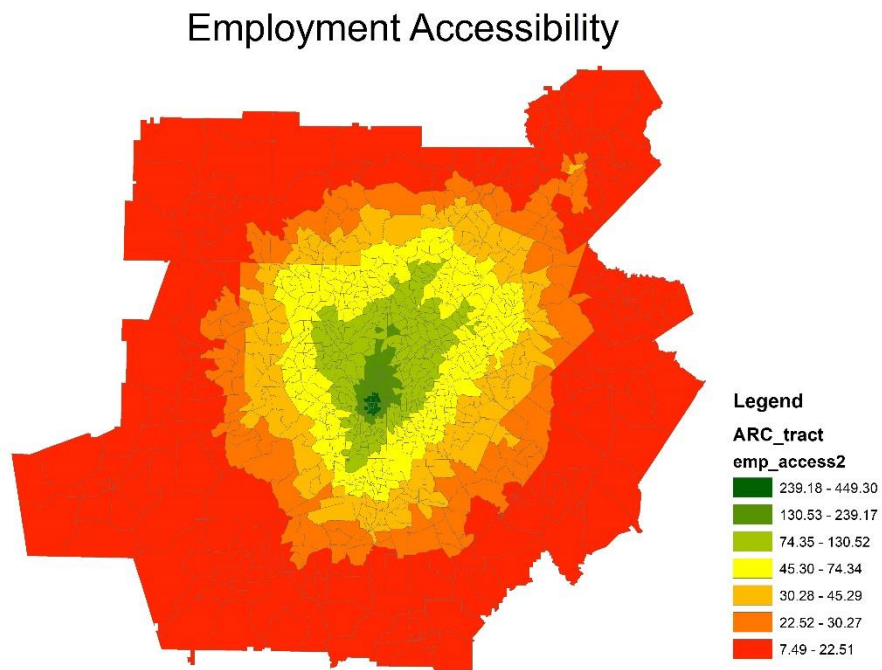 Employment Accessibility
Legend
ARC_tract
emp_access2
239.18 - 449.30
130.53 - 239.17
74.35 - 130.52
45.30 - 74.34
30.28 - 45.29
22.52 - 30.27
7.49 - 22.51